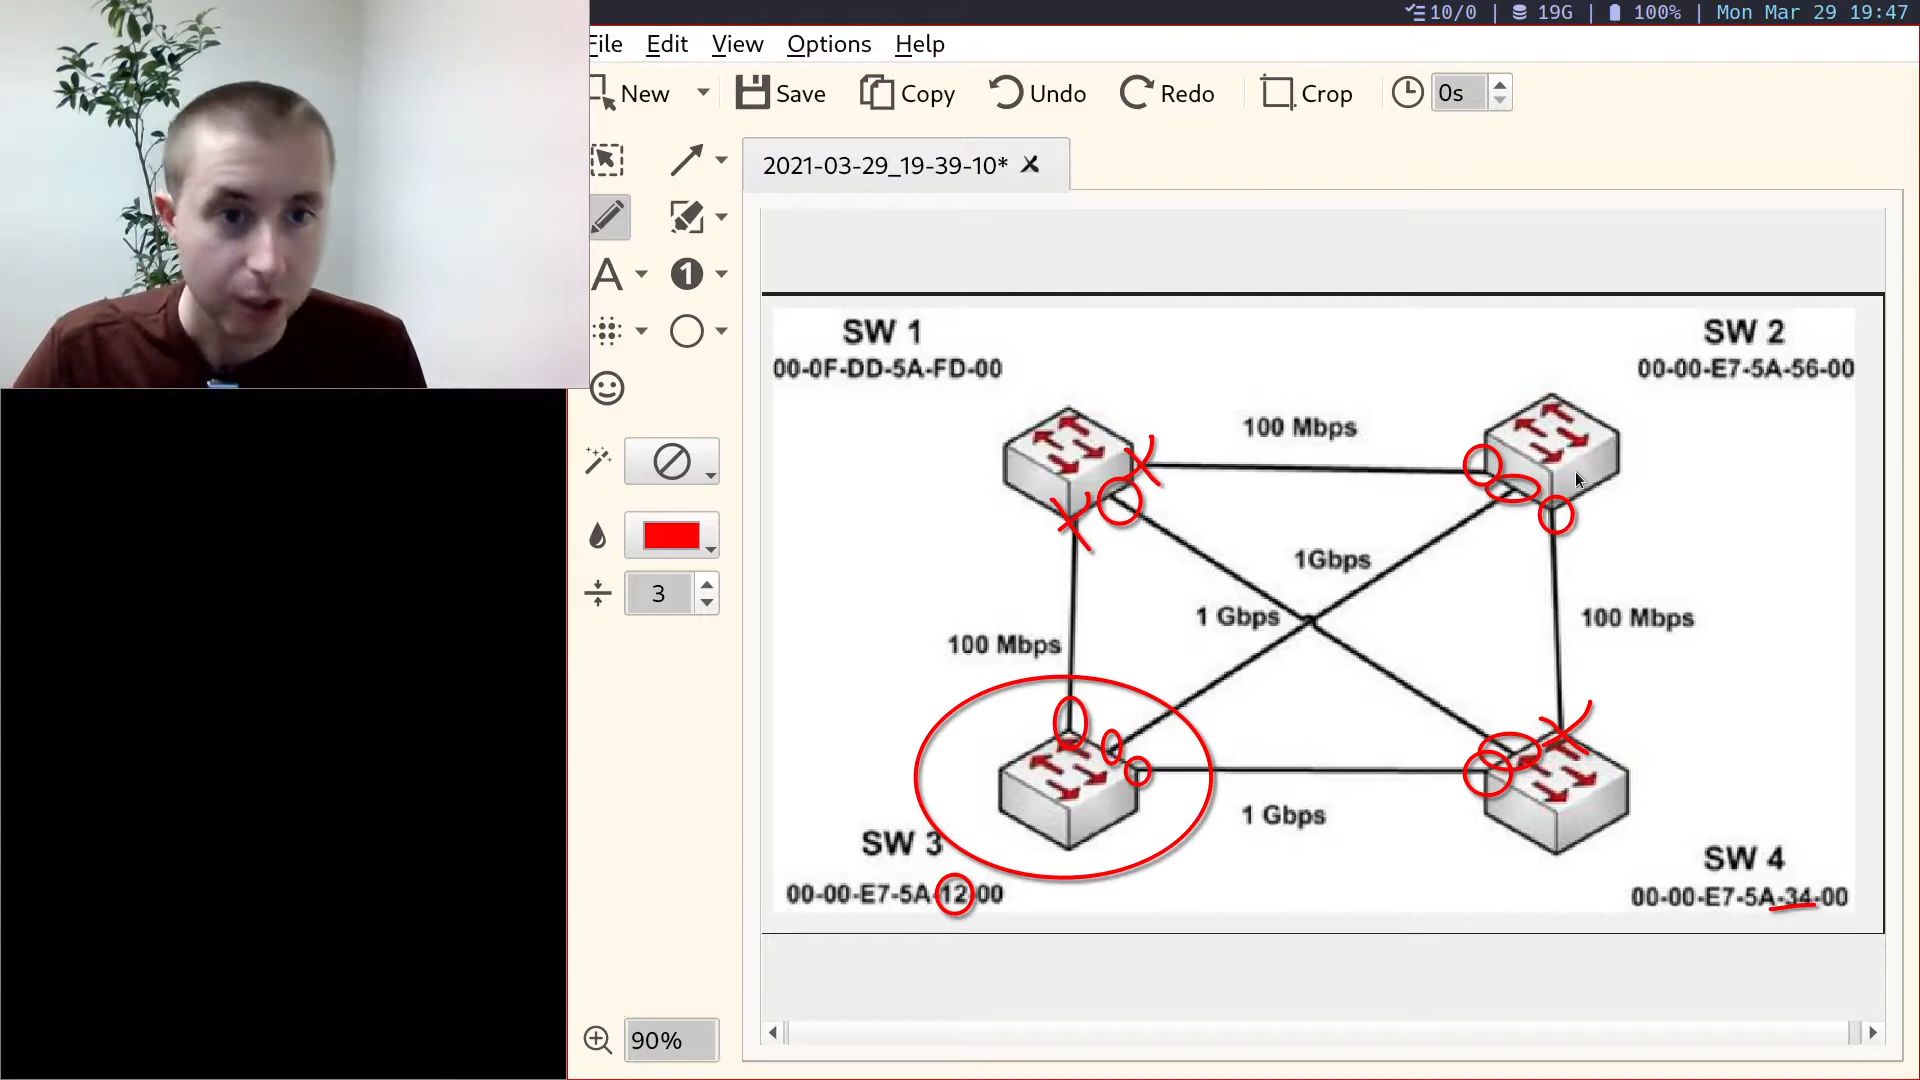 10/0 | 19G | 100% | Mon Mar 29 19:47
File Edit View Options Help
New Save Copy Undo Redo Crop 0s
2021-03-29_19-39-10*
A 1
3
90%
SW 1
00-0F-DD-5A-FD-00
SW 2
00-00-E7-5A-56-00
100 Mbps
1Gbps
1 Gbps
100 Mbps
100 Mbps
1 Gbps
SW 3
00-00-E7-5A-12-00
SW 4
00-00-E7-5A-34-00